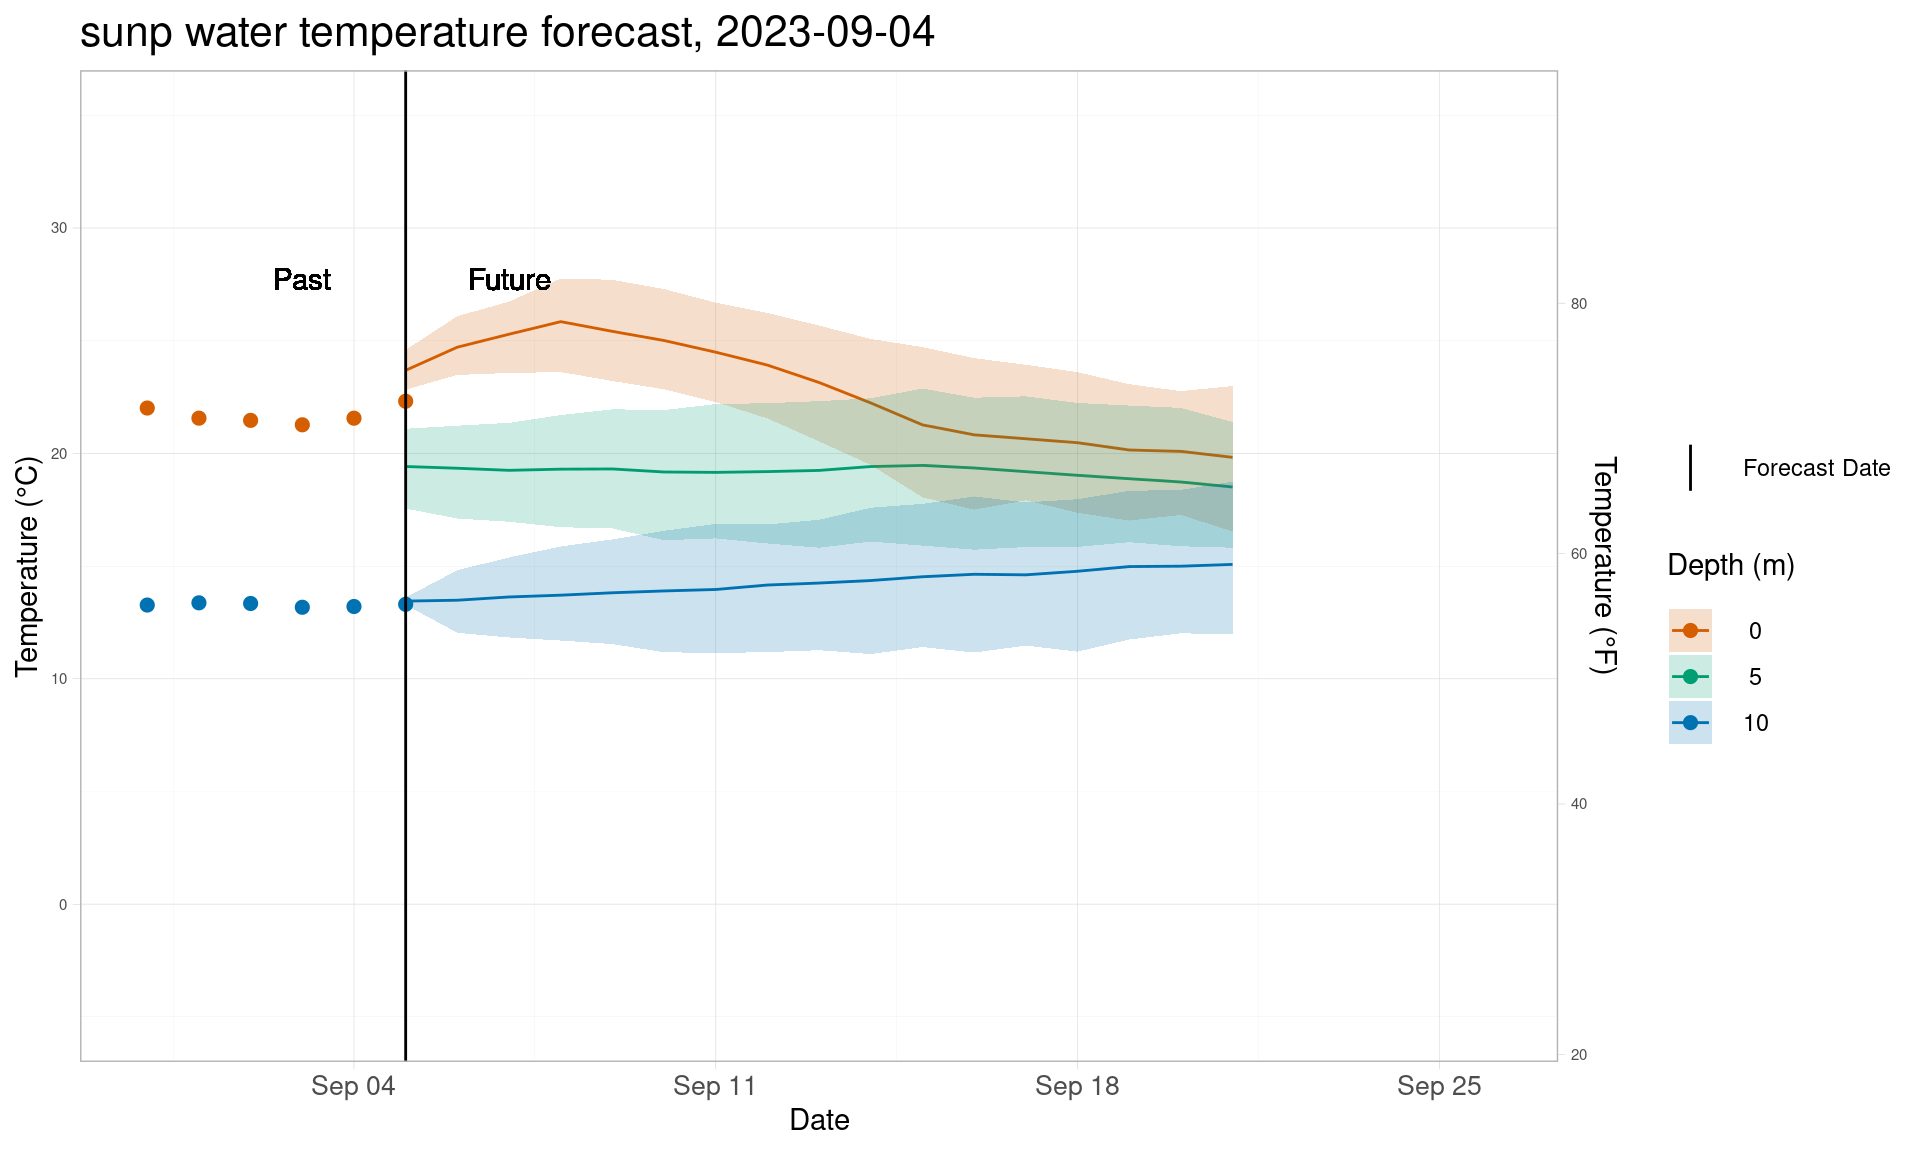 sunp water temperature forecast, 2023-09-04
Past
Future
30
20
10
0
Temperature (°C)
80
60
40
20
Temperature (°F)
Sep 04
Sep 11
Sep 18
Sep 25
Date
Forecast Date
Depth (m)
0
5
10